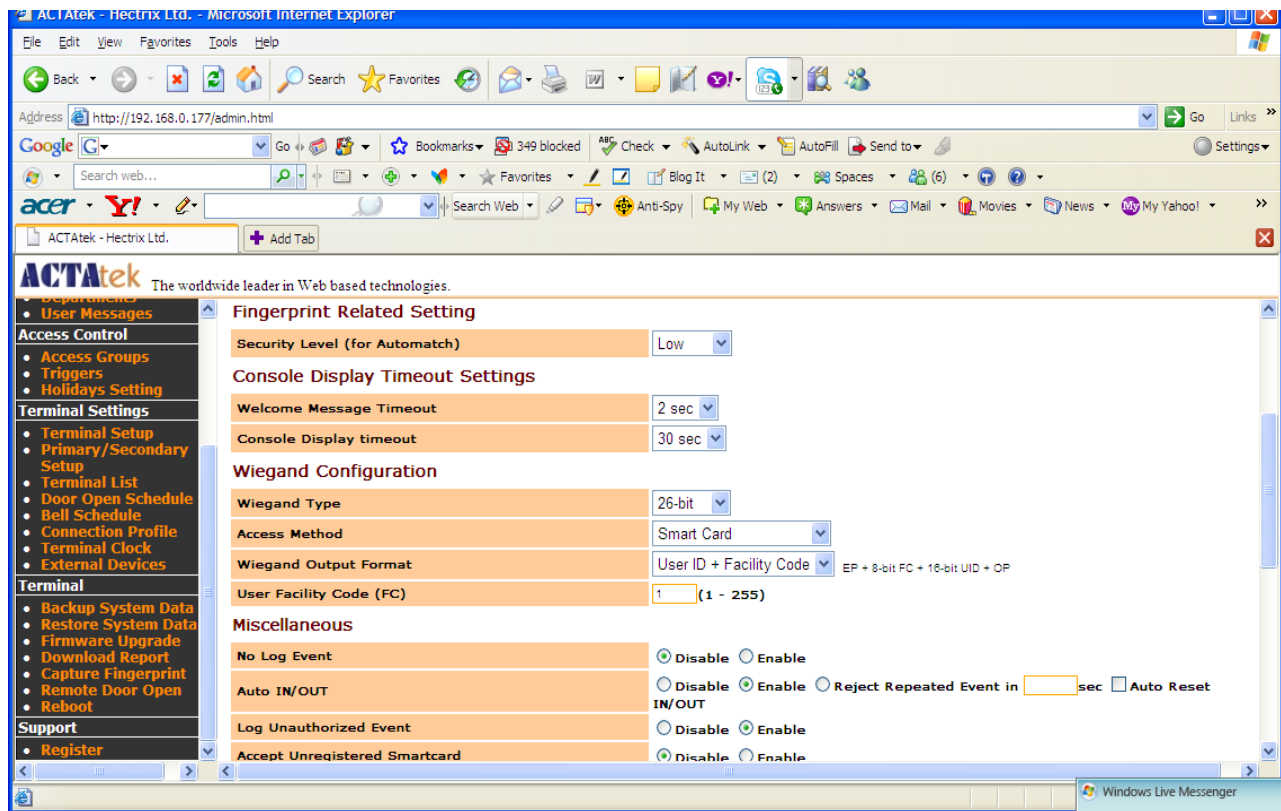 ACTAtek - Hectrix Ltd. - Microsoft Internet Explorer
File Edit View Favorites Tools Help
Back Search Favorites
Address http://192.168.0.177/admin.html Go Links »
Google G Go Bookmarks 349 blocked ABC Check AutoLink AutoFill Send to Settings
Search web... Favorites Blog It (2) Spaces (6)
acer Y! Search Web Anti-Spy My Web Answers Mail Movies News My Yahoo! »
ACTAtek - Hectrix Ltd. Add Tab
ACTAtek The worldwide leader in Web based technologies.
Departments
User Messages
Access Control
Access Groups
Triggers
Holidays Setting
Terminal Settings
Terminal Setup
Primary/Secondary
Setup
Terminal List
Door Open Schedule
Bell Schedule
Connection Profile
Terminal Clock
External Devices
Terminal
Backup System Data
Restore System Data
Firmware Upgrade
Download Report
Capture Fingerprint
Remote Door Open
Reboot
Support
Register
Fingerprint Related Setting
Security Level (for Automatch) Low
Console Display Timeout Settings
Welcome Message Timeout 2 sec
Console Display timeout 30 sec
Wiegand Configuration
Wiegand Type 26-bit
Access Method Smart Card
Wiegand Output Format User ID + Facility Code EP + 8-bit FC + 16-bit UID + OP
User Facility Code (FC) 1 (1 - 255)
Miscellaneous
No Log Event Disable Enable
Auto IN/OUT Disable Enable Reject Repeated Event in sec Auto Reset
IN/OUT
Log Unauthorized Event Disable Enable
Accept Unregistered Smartcard Disable Enable
Windows Live Messenger